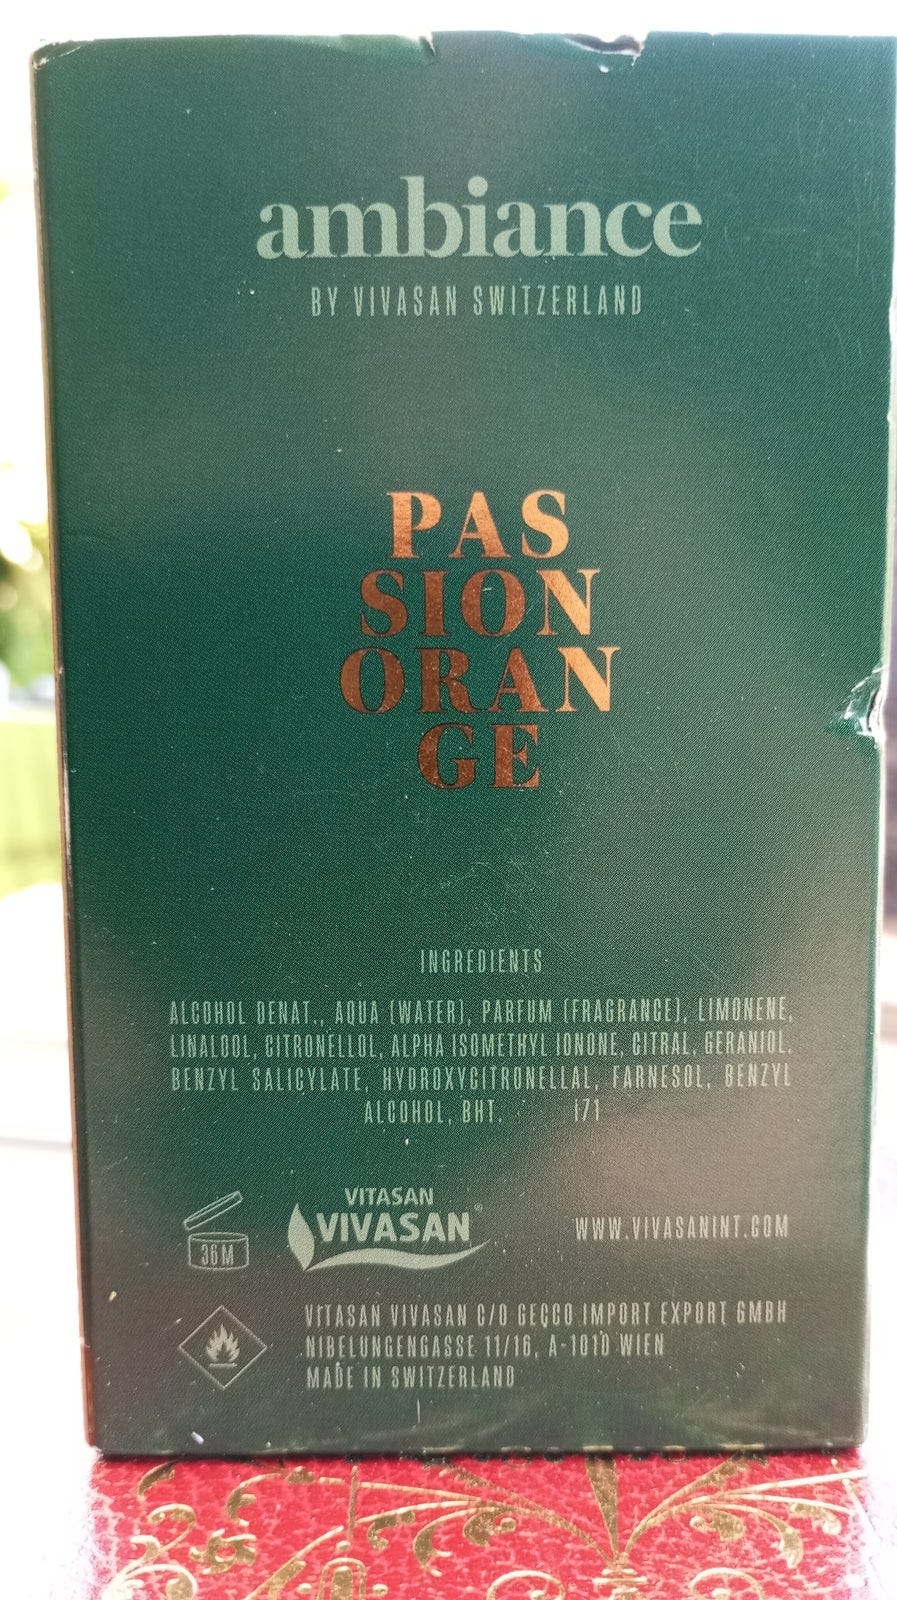 ambiance
BY VIVASAN SWITZERLAND
PAS
SION
ORAN
GE
INGREDIENTS
ALCOHOL DENAT., AQUA (WATER), PARFUM (FRAGRANCE), LIMONENE,
LINALOOL, CITRONELLOL, ALPHA ISOMETHYL IONONE, CITRAL, GERANIOL,
BENZYL SALICYLATE, HYDROXYCITRONELLAL, FARNESOL, BENZYL
ALCOHOL, BHT. i71
36M
VITASAN
VIVASAN®
WWW.VIVASANINT.COM
VITASAN VIVASAN C/O GECCO IMPORT EXPORT GMBH
NIBELUNGENGASSE 11/16, A-1010 WIEN
MADE IN SWITZERLAND